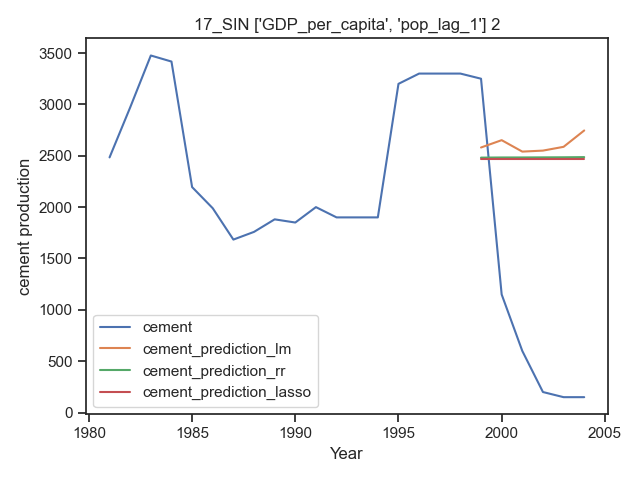 17_SIN ['GDP_per_capita', 'pop_lag_1'] 2
cement production
3500
3000
2500
2000
1500
1000
500
0
cement
cement_prediction_lm
cement_prediction_rr
cement_prediction_lasso
1980
1985
1990
1995
2000
2005
Year